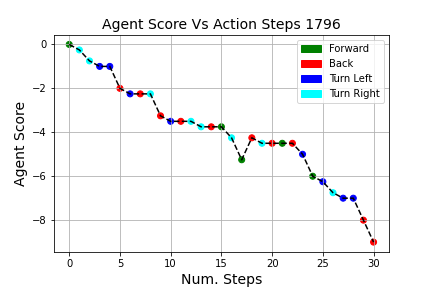 Agent Score Vs Action Steps 1796
Forward
Back
Turn Left
Turn Right
Agent Score
0
−2
−4
−6
−8
0 5 10 15 20 25 30
Num. Steps